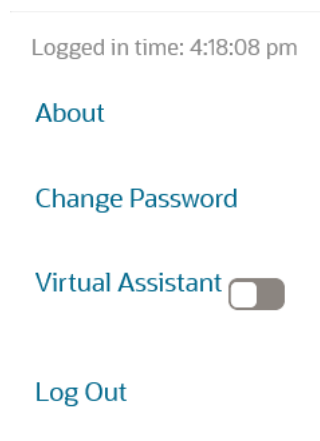 Logged in time: 4:18:08 pm
About
Change Password
Virtual Assistant
Log Out